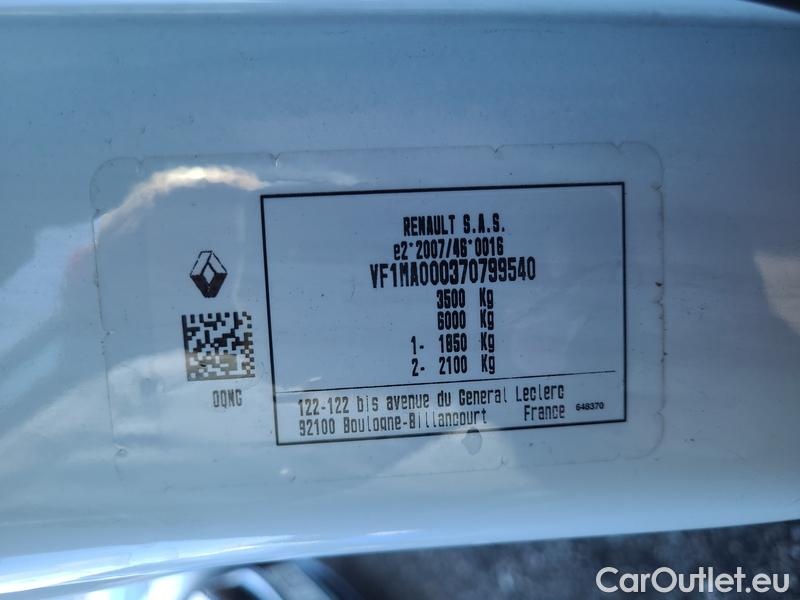 RENAULT S.A.S.
e2*2007/46*0016
VF1MA000370799540
3500 Kg
6000 Kg
1- 1850 Kg
2- 2100 Kg
0QNG
122-122 bis avenue du General Leclerc
92100 Boulogne-Billancourt France 648370
CarOutlet.eu